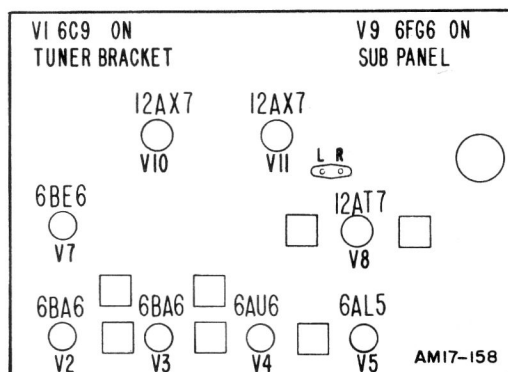 V1 6C9 ON
TUNER BRACKET
V9 6FG6 ON
SUB PANEL
12AX7
V10
12AX7
V11
L R
6BE6
V7
12AT7
V8
6BA6
V2
6BA6
V3
6AU6
V4
6AL5
V5
AM17-158